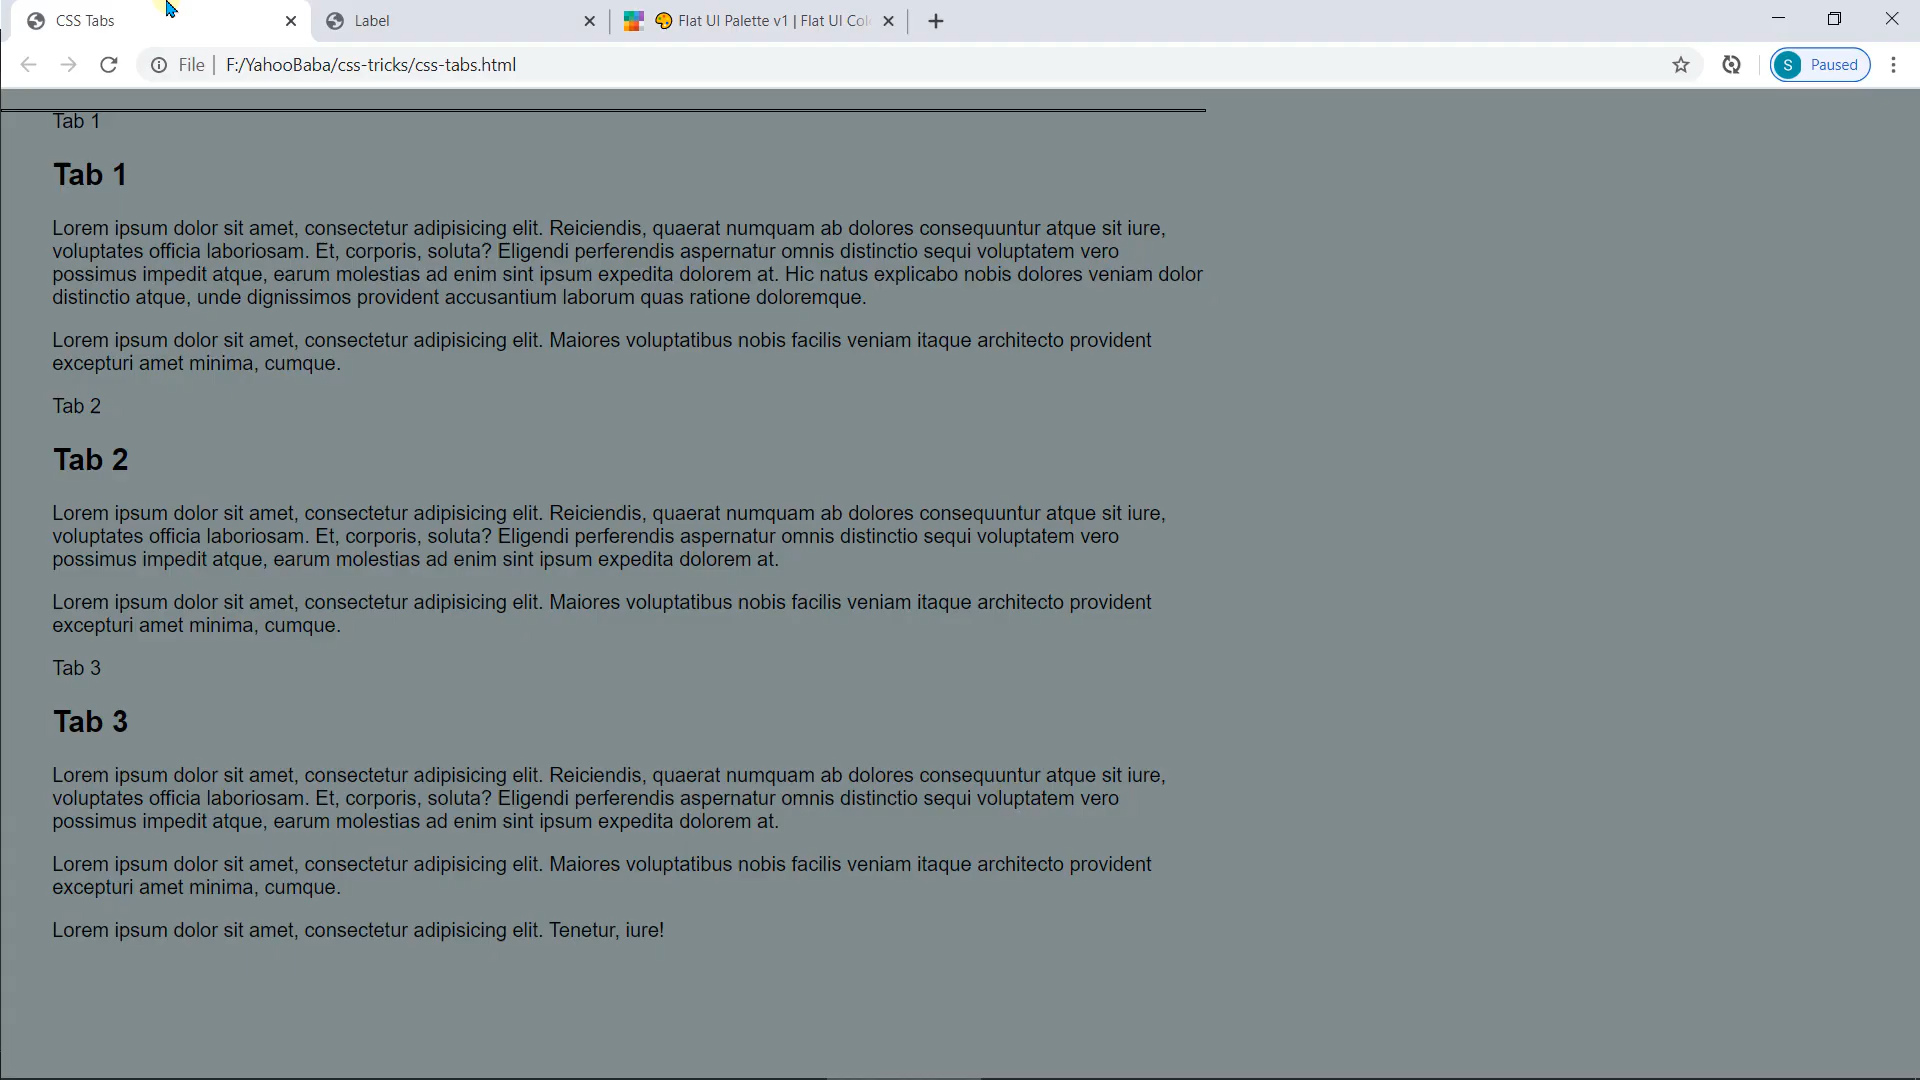 CSS Tabs
Label
Flat UI Palette v1 | Flat UI Col
File
F:/YahooBaba/css-tricks/css-tabs.html
S
Paused
Tab 1
Tab 1
Lorem ipsum dolor sit amet, consectetur adipisicing elit. Reiciendis, quaerat numquam ab dolores consequuntur atque sit iure,
voluptates officia laboriosam. Et, corporis, soluta? Eligendi perferendis aspernatur omnis distinctio sequi voluptatem vero
possimus impedit atque, earum molestias ad enim sint ipsum expedita dolorem at. Hic natus explicabo nobis dolores veniam dolor
distinctio atque, unde dignissimos provident accusantium laborum quas ratione doloremque.
Lorem ipsum dolor sit amet, consectetur adipisicing elit. Maiores voluptatibus nobis facilis veniam itaque architecto provident
excepturi amet minima, cumque.
Tab 2
Tab 2
Lorem ipsum dolor sit amet, consectetur adipisicing elit. Reiciendis, quaerat numquam ab dolores consequuntur atque sit iure,
voluptates officia laboriosam. Et, corporis, soluta? Eligendi perferendis aspernatur omnis distinctio sequi voluptatem vero
possimus impedit atque, earum molestias ad enim sint ipsum expedita dolorem at.
Lorem ipsum dolor sit amet, consectetur adipisicing elit. Maiores voluptatibus nobis facilis veniam itaque architecto provident
excepturi amet minima, cumque.
Tab 3
Tab 3
Lorem ipsum dolor sit amet, consectetur adipisicing elit. Reiciendis, quaerat numquam ab dolores consequuntur atque sit iure,
voluptates officia laboriosam. Et, corporis, soluta? Eligendi perferendis aspernatur omnis distinctio sequi voluptatem vero
possimus impedit atque, earum molestias ad enim sint ipsum expedita dolorem at.
Lorem ipsum dolor sit amet, consectetur adipisicing elit. Maiores voluptatibus nobis facilis veniam itaque architecto provident
excepturi amet minima, cumque.
Lorem ipsum dolor sit amet, consectetur adipisicing elit. Tenetur, iure!